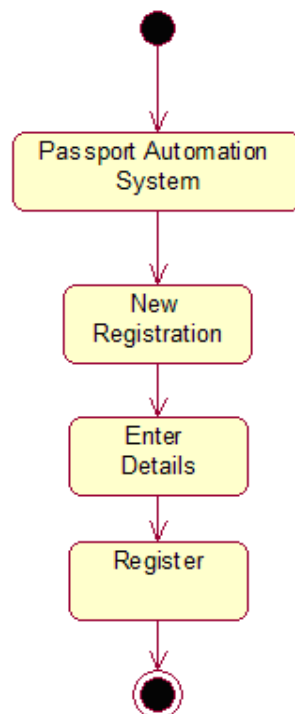 Passport Automation
System
New
Registration
Enter
Details
Register